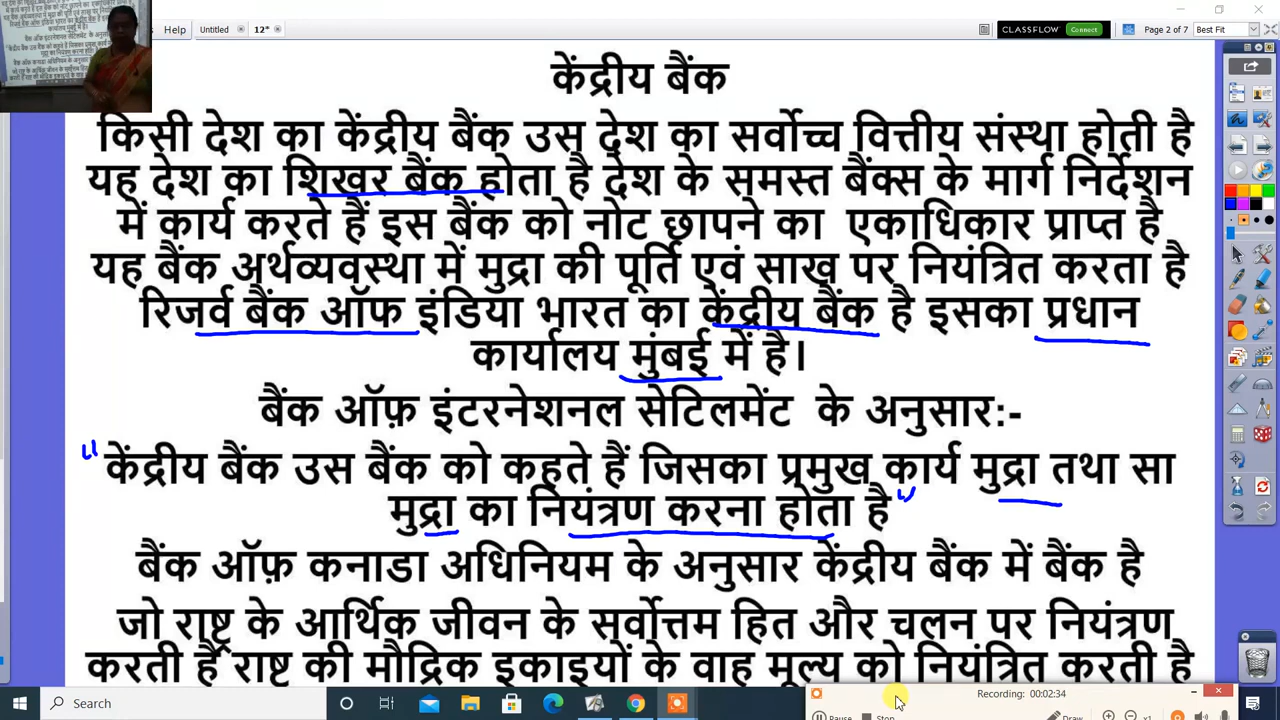 Help
Untitled
12*
CLASSFLOW
Connect
Page 2 of 7
Best Fit
केंद्रीय बैंक
किसी देश का केंद्रीय बैंक उस देश का सर्वोच्च वित्तीय संस्था होती है
यह देश का शिखर बैंक होता है देश के समस्त बैंक्स के मार्ग निर्देशन
में कार्य करते हैं इस बैंक को नोट छापने का एकाधिकार प्राप्त है
यह बैंक अर्थव्यवस्था में मुद्रा की पूर्ति एवं साख पर नियंत्रित करता है
रिजर्व बैंक ऑफ इंडिया भारत का केंद्रीय बैंक है इसका प्रधान
कार्यालय मुंबई में है।
बैंक ऑफ़ इंटरनेशनल सेटिलमेंट के अनुसार:-
"केंद्रीय बैंक उस बैंक को कहते हैं जिसका प्रमुख कार्य मुद्रा तथा सा
मुद्रा का नियंत्रण करना होता है"
बैंक ऑफ़ कनाडा अधिनियम के अनुसार केंद्रीय बैंक में बैंक है
जो राष्ट्र के आर्थिक जीवन के सर्वोत्तम हित और चलन पर नियंत्रण
करती है राष्ट की मौद्रिक इकाइयों के वाह मूल्य को नियंत्रित करती है
Recording: 00:02:34
Search
Pause
Stop
Draw
x1